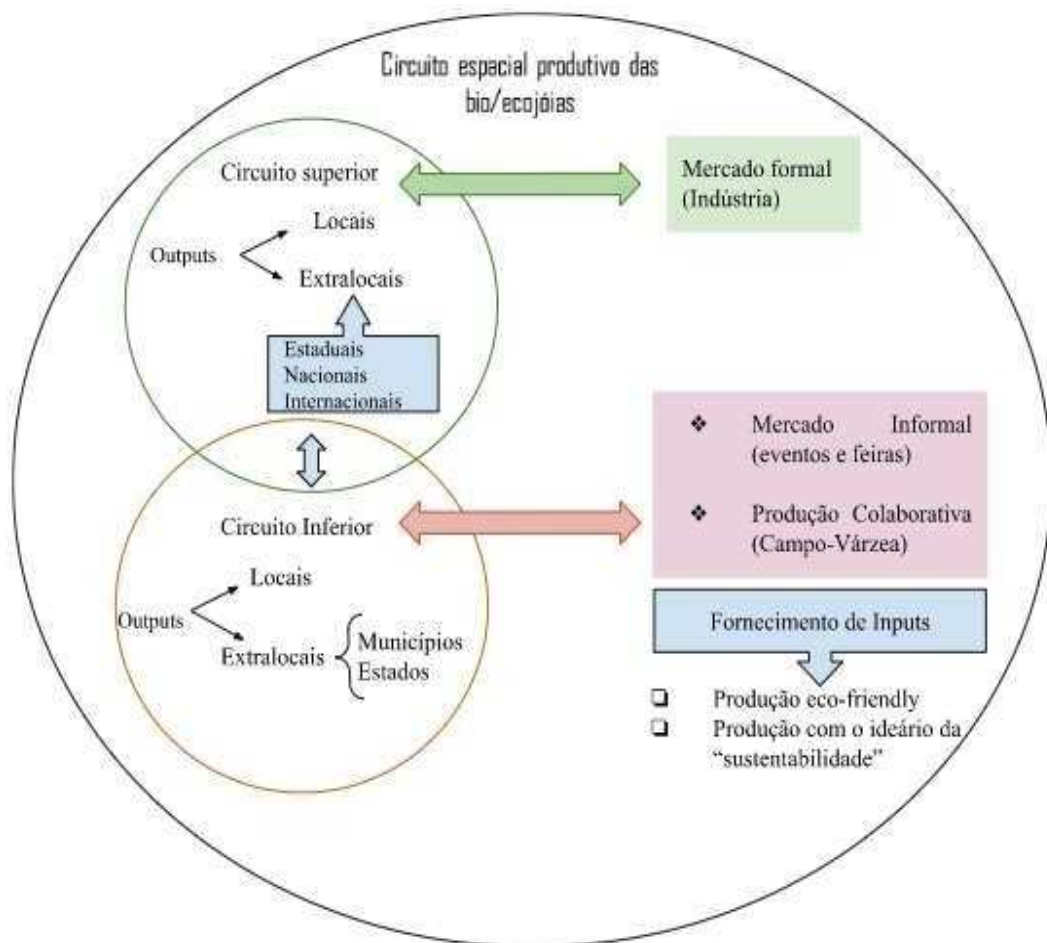 Circuito espacial produtivo das
bio/ecojóias
Circuito superior
Locais
Outputs
Extralocais
Estaduais
Nacionais
Internacionais
Mercado formal
(Indústria)
Circuito Inferior
Locais
Outputs
Extralocais
Municípios
Estados
❖ Mercado Informal
(eventos e feiras)
❖ Produção Colaborativa
(Campo-Várzea)
Fornecimento de Inputs
❑ Produção eco-friendly
❑ Produção com o ideário da
“sustentabilidade”